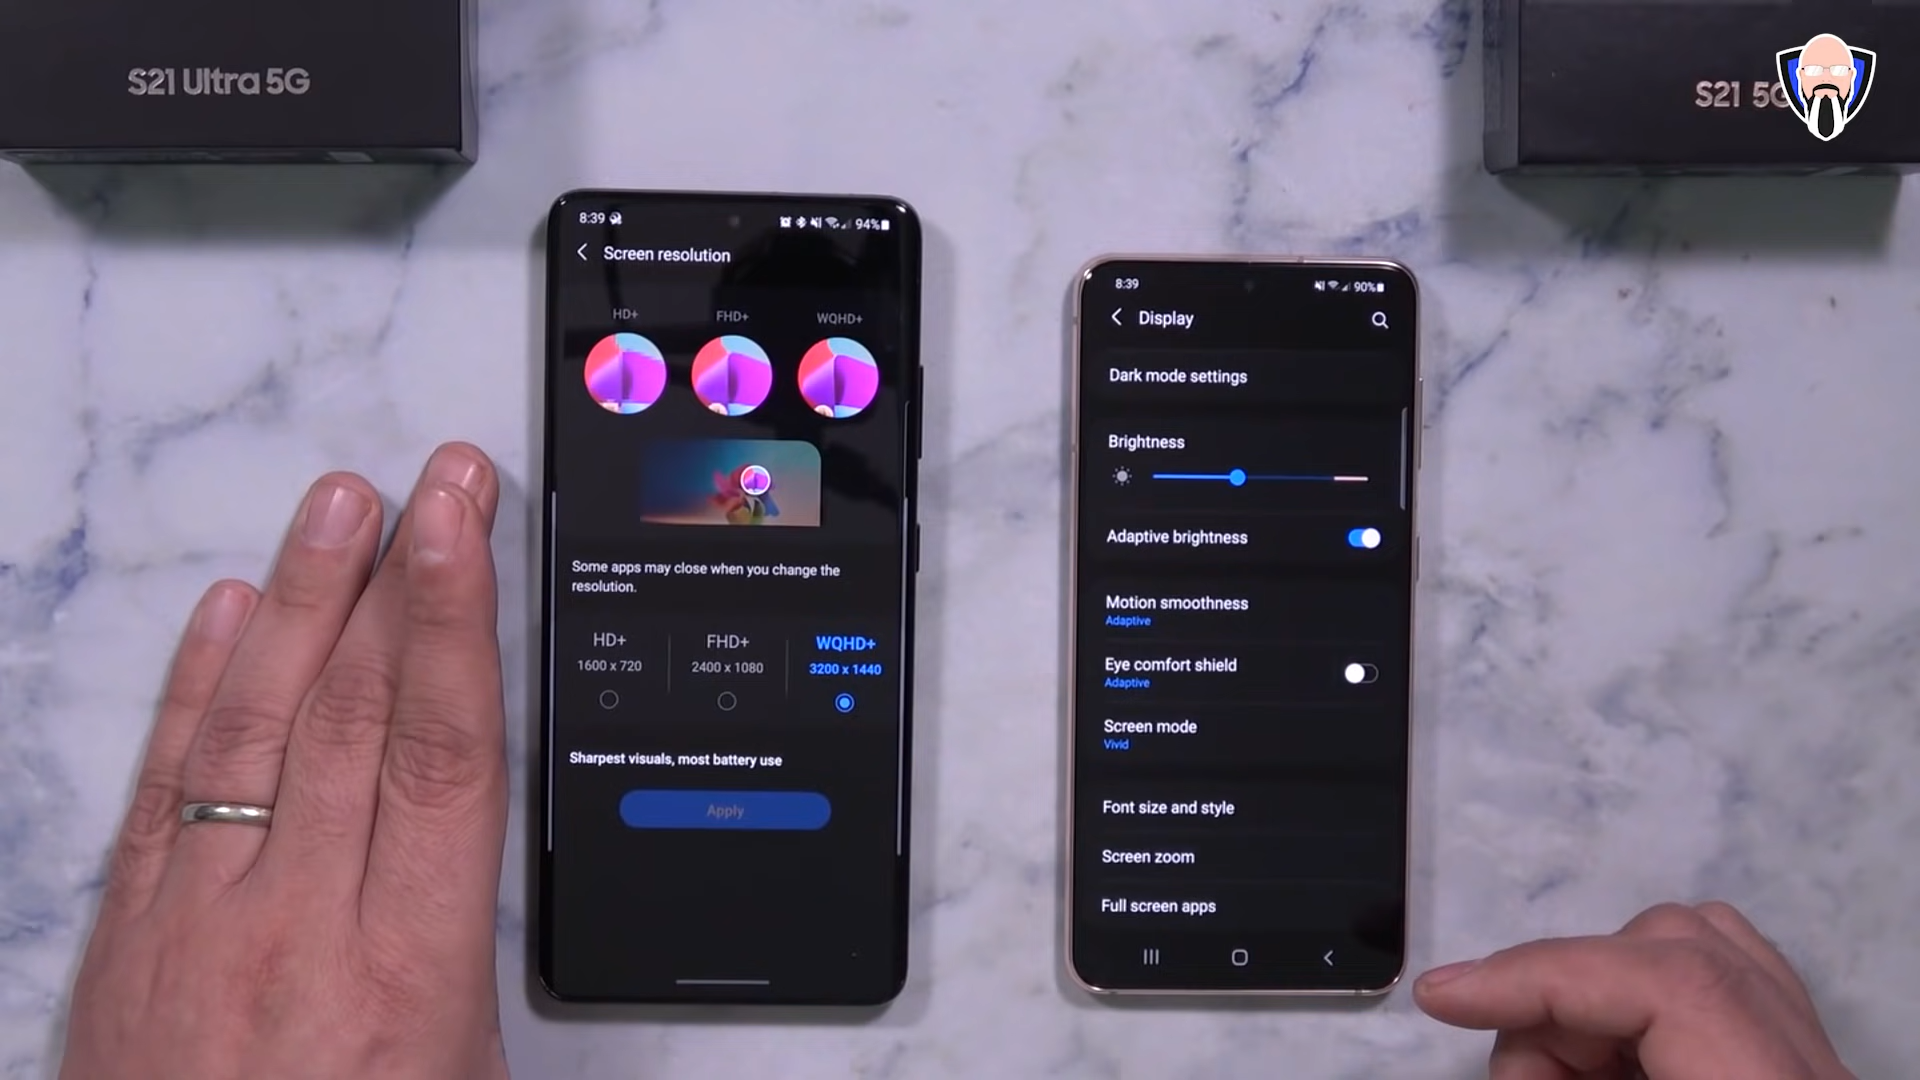 S21 Ultra 5G
S21 5G
8:39
94%
Screen resolution
HD+
FHD+
WQHD+
Some apps may close when you change the
resolution.
HD+
FHD+
WQHD+
1600 x 720
2400 x 1080
3200 x 1440
Sharpest visuals, most battery use
Apply
8:39
90%
Display
Dark mode settings
Brightness
Adaptive brightness
Motion smoothness
Adaptive
Eye comfort shield
Adaptive
Screen mode
Vivid
Font size and style
Screen zoom
Full screen apps